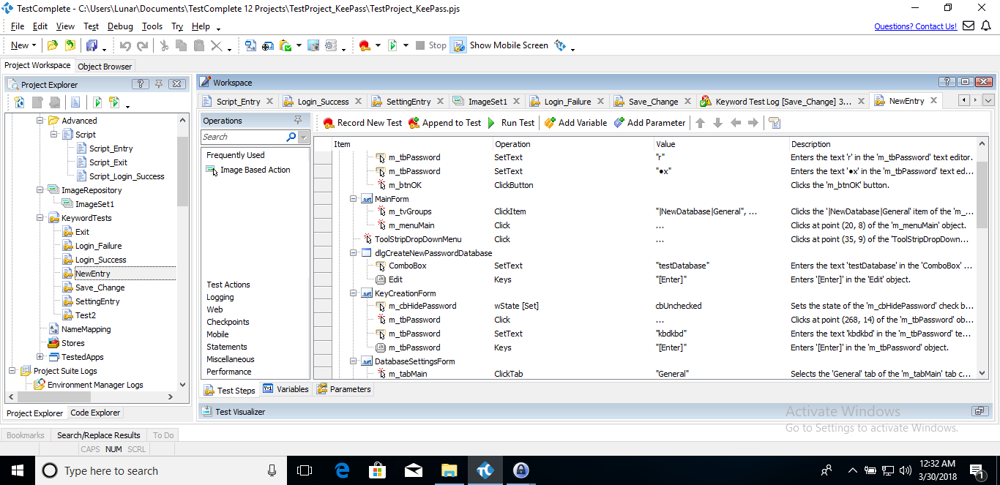 TestComplete - C:\Users\Lunar\Documents\TestComplete 12 Projects\TestProject_KeePass\TestProject_KeePass.pjs
File Edit View Test Debug Tools Try Help
Questions? Contact Us!
New Stop Show Mobile Screen
Project Workspace Object Browser
Project Explorer
Advanced
Script
Script_Entry
Script_Exit
Script_Login_Success
ImageRepository
ImageSet1
KeywordTests
Exit
Login_Failure
Login_Success
NewEntry
Save_Change
SettingEntry
Test2
NameMapping
Stores
TestedApps
Project Suite Logs
Environment Manager Logs
Project Explorer Code Explorer
Workspace
Script_Entry Login_Success SettingEntry ImageSet1 Login_Failure Save_Change Keyword Test Log [Save_Change] 3... NewEntry
Operations
Search
Frequently Used
Image Based Action
Test Actions
Logging
Web
Checkpoints
Mobile
Statements
Miscellaneous
Performance
Record New Test Append to Test Run Test Add Variable Add Parameter
Item Operation Value Description
m_tbPassword SetText "r" Enters the text 'r' in the 'm_tbPassword' text editor.
m_tbPassword SetText "●x" Enters the text '●x' in the 'm_tbPassword' text ed...
m_btnOK ClickButton Clicks the 'm_btnOK' button.
.net MainForm
m_tvGroups ClickItem "|NewDatabase|General", ... Clicks the '|NewDatabase|General' item of the 'm_...
m_menuMain Click ... Clicks at point (20, 8) of the 'm_menuMain' object.
ToolStripDropDownMenu Click ... Clicks at point (35, 9) of the 'ToolStripDropDown...
dlgCreateNewPasswordDatabase
ComboBox SetText "testDatabase" Enters the text 'testDatabase' in the 'ComboBox' ...
Edit Keys "[Enter]" Enters '[Enter]' in the 'Edit' object.
.net KeyCreationForm
m_cbHidePassword wState [Set] cbUnchecked Sets the state of the 'm_cbHidePassword' check b...
m_tbPassword Click ... Clicks at point (268, 14) of the 'm_tbPassword' ob...
m_tbPassword SetText "kbdkbd" Enters the text 'kbdkbd' in the 'm_tbPassword' te...
m_tbPassword Keys "[Enter]" Enters '[Enter]' in the 'm_tbPassword' object.
.net DatabaseSettingsForm
m_tabMain ClickTab "General" Selects the 'General' tab of the 'm_tabMain' tab c...
Test Steps Variables Parameters
Test Visualizer
Activate Windows
Go to Settings to activate Windows.
Bookmarks Search/Replace Results To Do
CAPS NUM SCRL
Type here to search
12:32 AM
3/30/2018
1